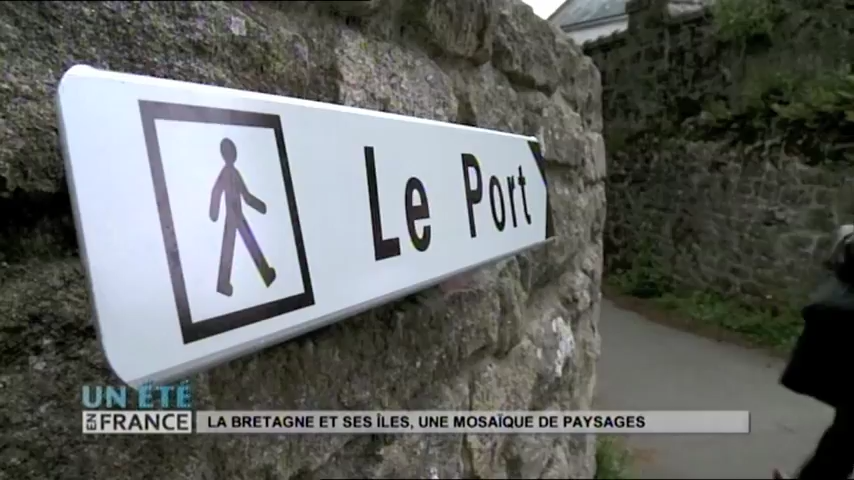 Le Port
UN ÉTÉ
EN FRANCE
LA BRETAGNE ET SES ÎLES, UNE MOSAÏQUE DE PAYSAGES